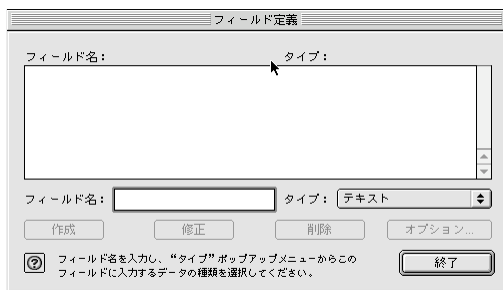 フィールド定義
フィールド名： タイプ：
フィールド名： タイプ： テキスト
作成 修正 削除 オプション...
フィールド名を入力し、“タイプ”ポップアップメニューからこの
フィールドに入力するデータの種類を選択してください。
終了